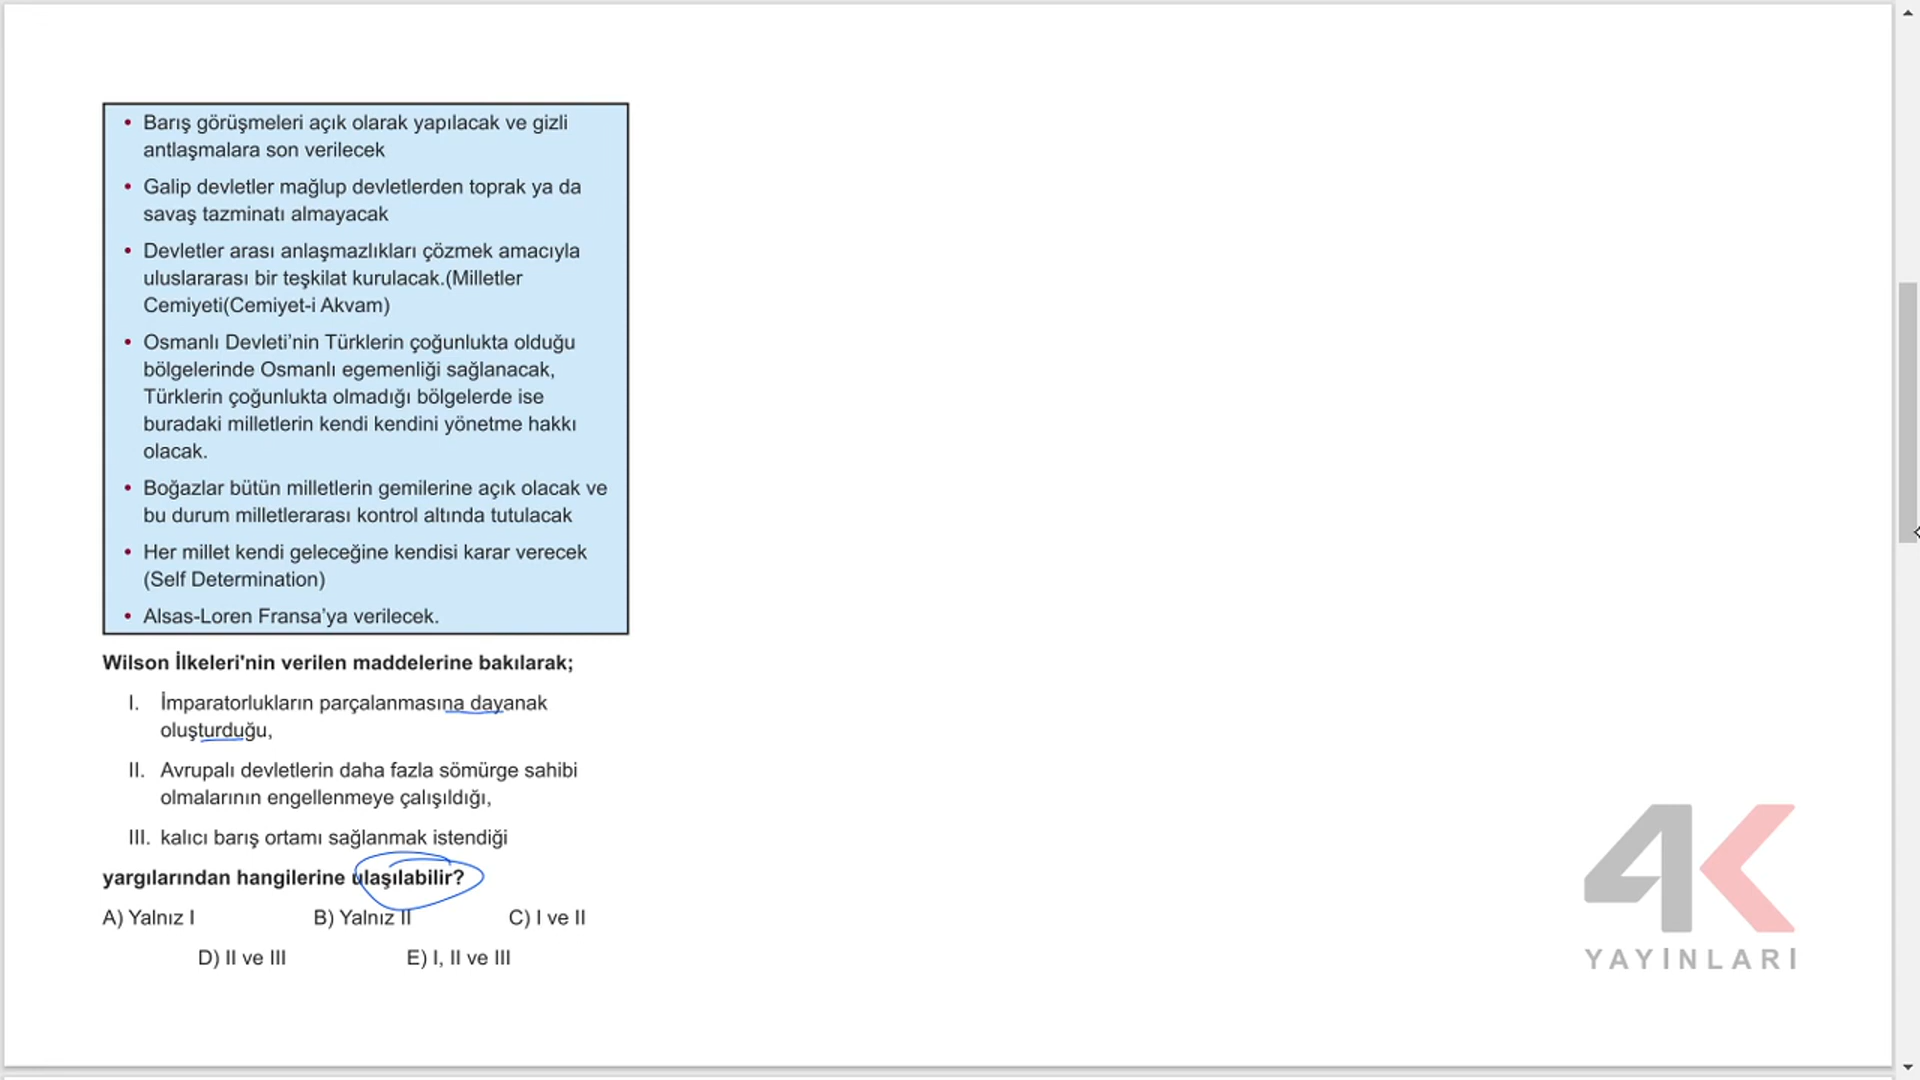 • Barış görüşmeleri açık olarak yapılacak ve gizli
antlaşmalara son verilecek
• Galip devletler mağlup devletlerden toprak ya da
savaş tazminatı almayacak
• Devletler arası anlaşmazlıkları çözmek amacıyla
uluslararası bir teşkilat kurulacak.(Milletler
Cemiyeti(Cemiyet-i Akvam)
• Osmanlı Devleti’nin Türklerin çoğunlukta olduğu
bölgelerinde Osmanlı egemenliği sağlanacak,
Türklerin çoğunlukta olmadığı bölgelerde ise
buradaki milletlerin kendi kendini yönetme hakkı
olacak.
• Boğazlar bütün milletlerin gemilerine açık olacak ve
bu durum milletlerarası kontrol altında tutulacak
• Her millet kendi geleceğine kendisi karar verecek
(Self Determination)
• Alsas-Loren Fransa’ya verilecek.
Wilson İlkeleri'nin verilen maddelerine bakılarak;
I. İmparatorlukların parçalanmasına dayanak
oluşturduğu,
II. Avrupalı devletlerin daha fazla sömürge sahibi
olmalarının engellenmeye çalışıldığı,
III. kalıcı barış ortamı sağlanmak istendiği
yargılarından hangilerine ulaşılabilir?
A) Yalnız I B) Yalnız II C) I ve II
D) II ve III E) I, II ve III
4K
YAYINLARI